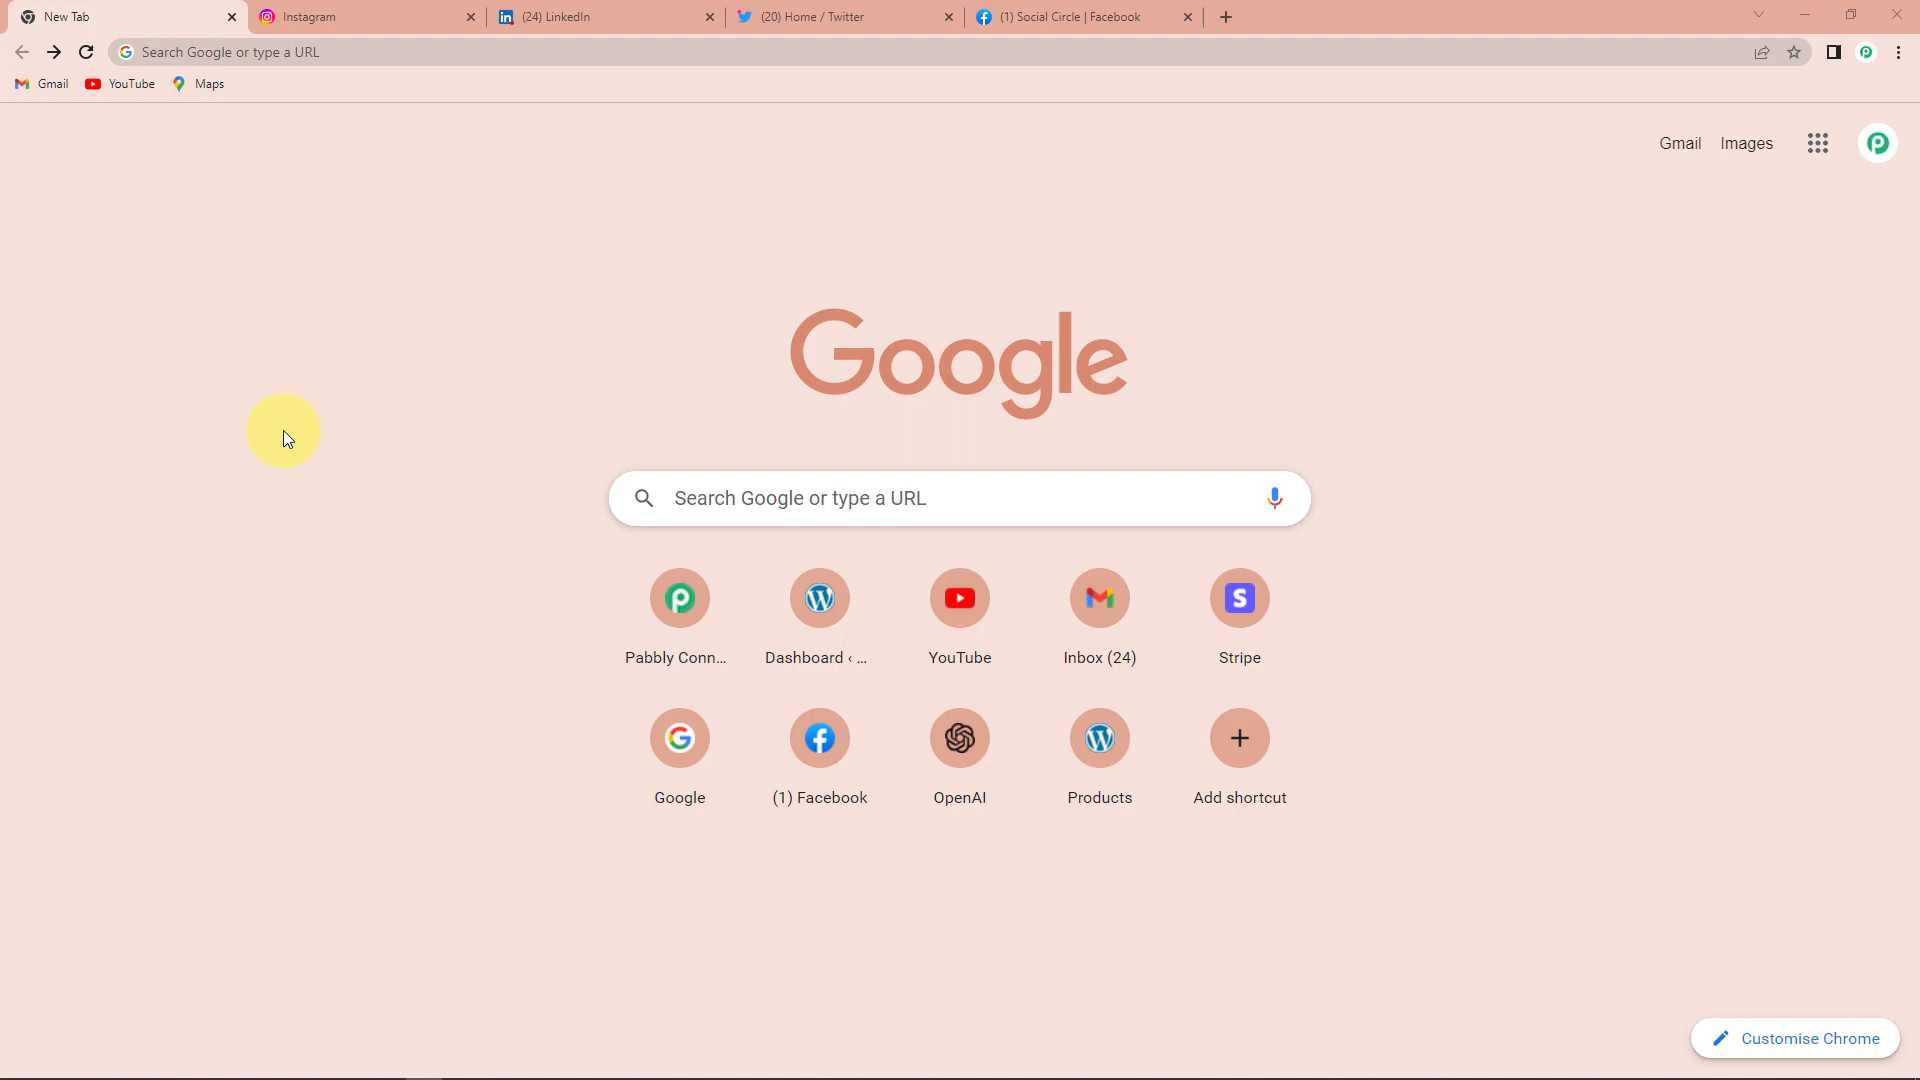 New Tab
Instagram
(24) LinkedIn
(20) Home / Twitter
(1) Social Circle | Facebook
Search Google or type a URL
Gmail
YouTube
Maps
Gmail
Images
Google
Search Google or type a URL
Pabbly Conn...
Dashboard ‹ ...
YouTube
Inbox (24)
Stripe
Google
(1) Facebook
OpenAI
Products
Add shortcut
Customise Chrome